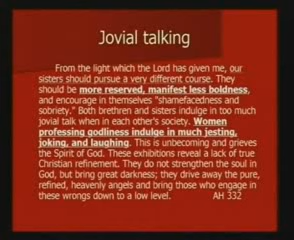 Jovial talking
From the light which the Lord has given me, our
sisters should pursue a very different course. They
should be more reserved, manifest less boldness,
and encourage in themselves "shamefacedness and
sobriety." Both brethren and sisters indulge in too much
jovial talk when in each other's society. Women
professing godliness indulge in much jesting,
joking, and laughing. This is unbecoming and grieves
the Spirit of God. These exhibitions reveal a lack of true
Christian refinement. They do not strengthen the soul in
God, but bring great darkness; they drive away the pure,
refined, heavenly angels and bring those who engage in
these wrongs down to a low level. AH 332